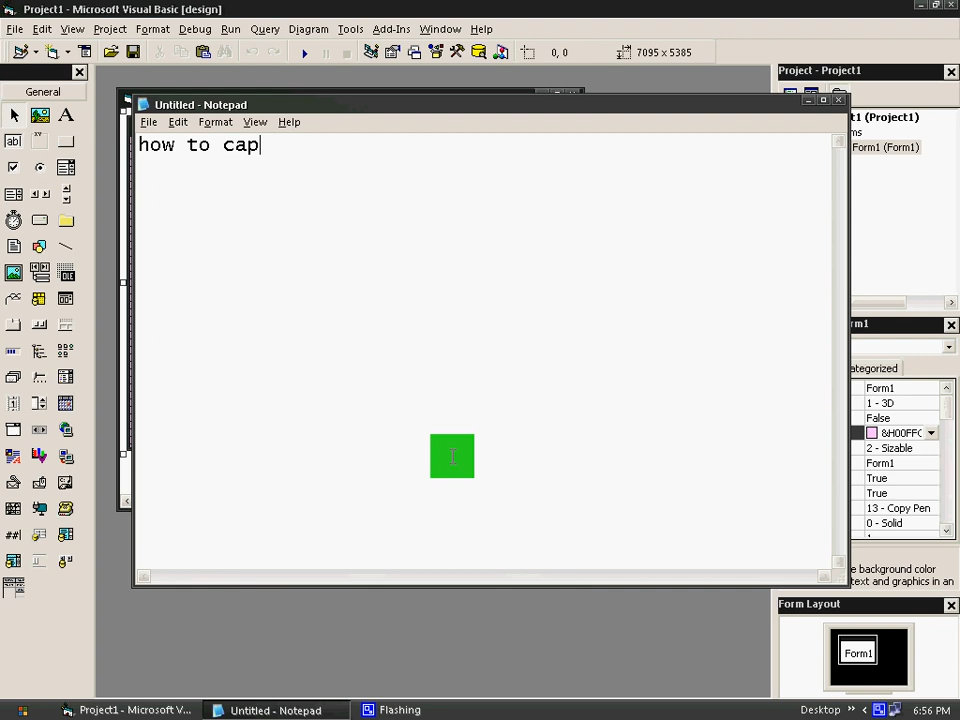 Project1 - Microsoft Visual Basic [design]
File Edit View Project Format Debug Run Query Diagram Tools Add-Ins Window Help
0, 0 7095 x 5385
General
Project - Project1
Untitled - Notepad
File Edit Format View Help
how to cap
1 (Project1)
ms
Form1 (Form1)
rm1
ategorized
Form1
1 - 3D
False
&H00FFC
2 - Sizable
Form1
True
True
13 - Copy Pen
0 - Solid
e background color
text and graphics in an
Form Layout
Form1
Project1 - Microsoft V... Untitled - Notepad Flashing Desktop 6:56 PM